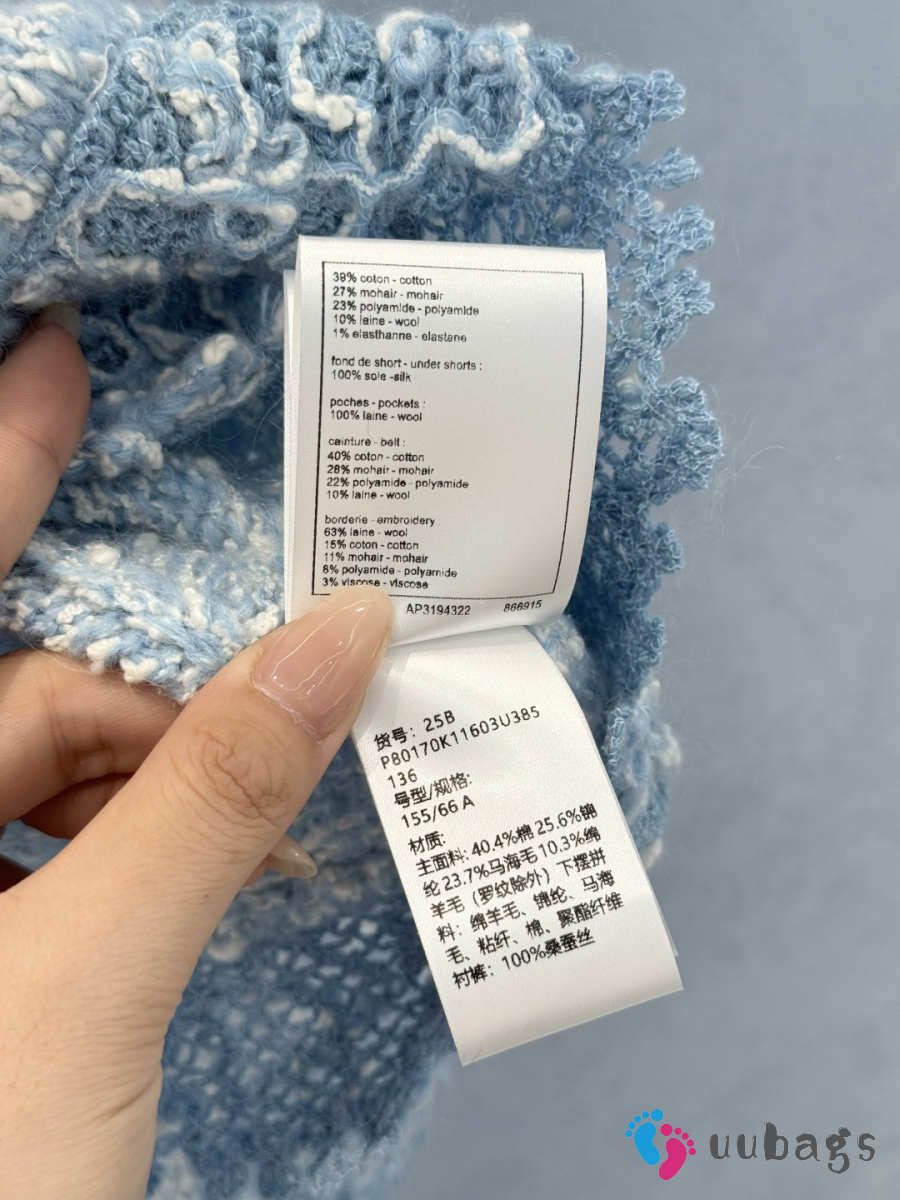 39% coton - cotton
27% mohair - mohair
23% polyamide - polyamide
10% laine - wool
1% elasthanne - elastane
fond de short - under shorts :
100% soie -silk
poches - pockets :
100% laine - wool
ceinture - belt :
40% coton - cotton
28% mohair - mohair
22% polyamide - polyamide
10% laine - wool
borderie - embroidery
63% laine - wool
15% coton - cotton
11% mohair - mohair
8% polyamide - polyamide
3% viscose - viscose
AP3194322 866915
货号: 25B
P80170K11603U385
136
号型/规格:
155/66 A
材质:
主面料: 40.4%棉 25.6%锦
纶 23.7%马海毛 10.3%绵
羊毛（罗纹除外）下摆拼
料：绵羊毛、锦纶、马海
毛、粘纤、棉、聚酯纤维
衬裤：100%桑蚕丝
uubags